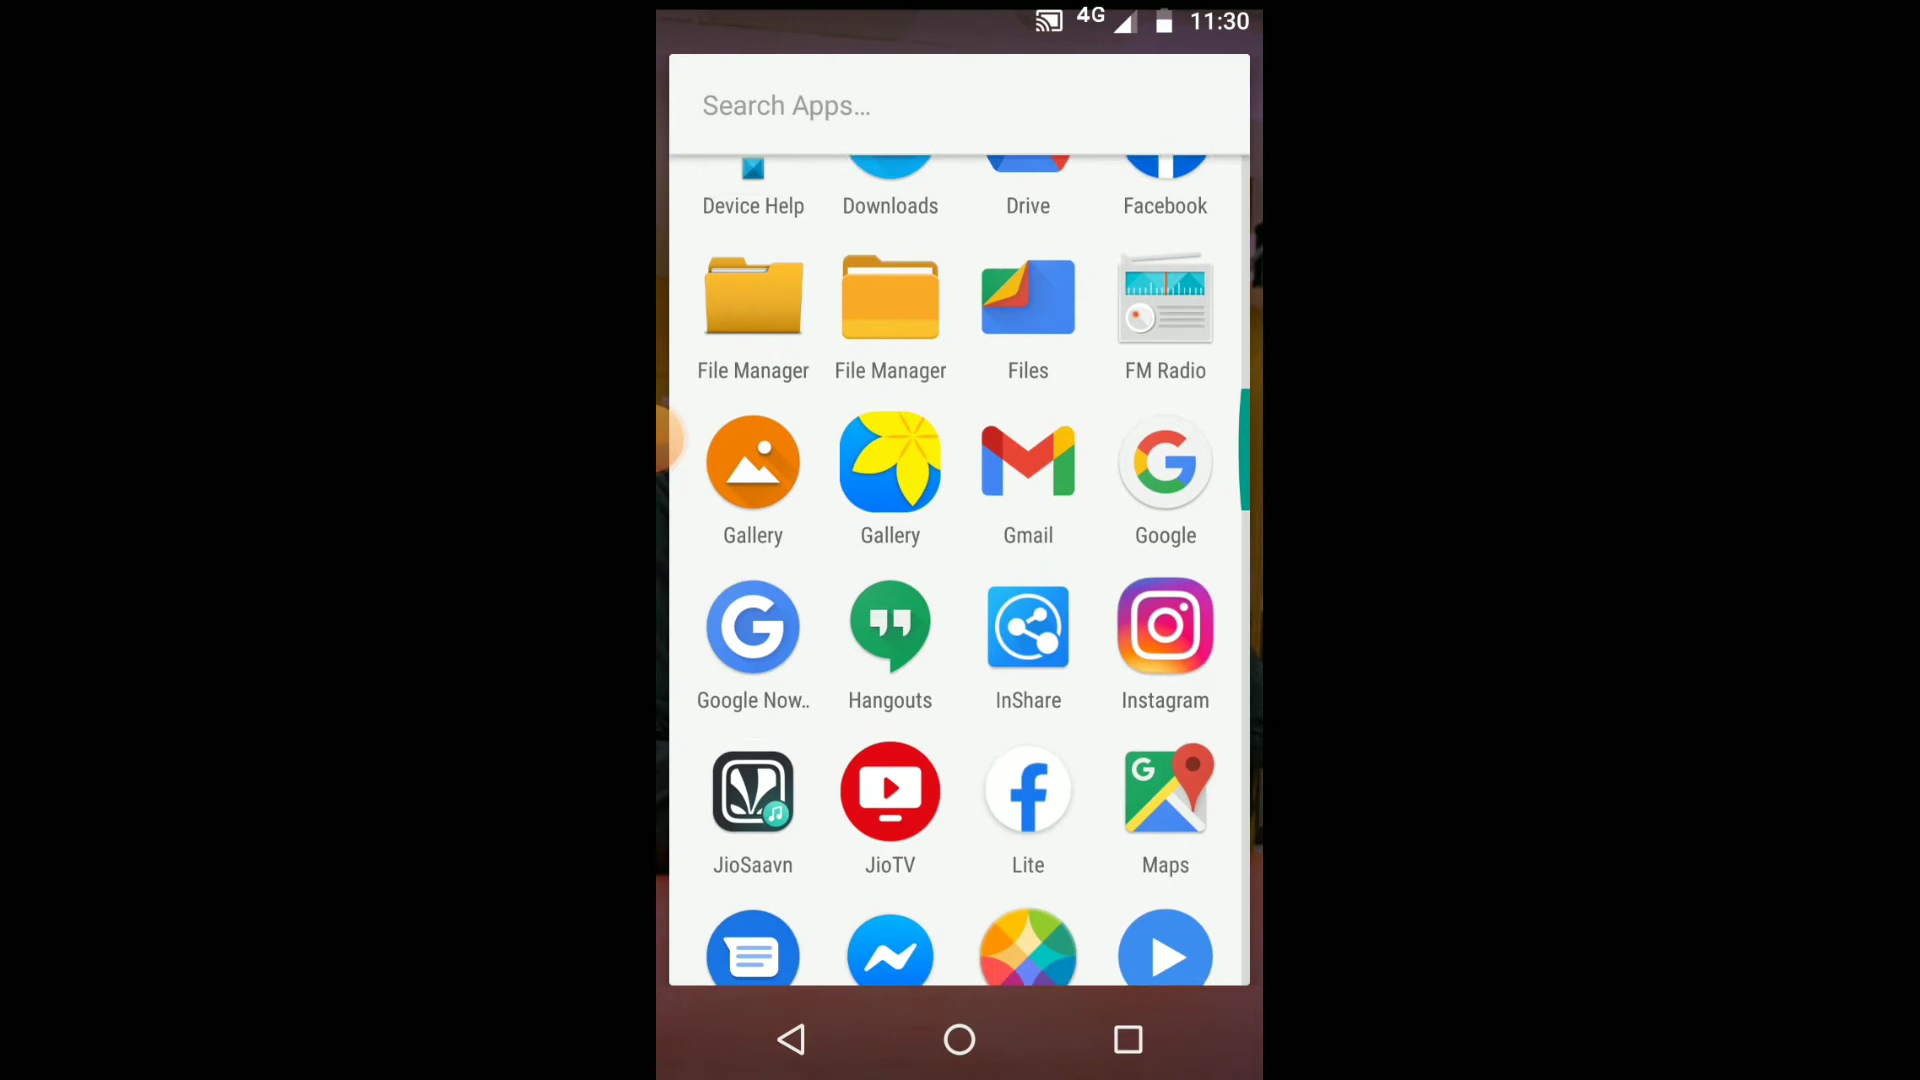 4G 11:30
Search Apps...
Device Help Downloads Drive Facebook
File Manager File Manager Files FM Radio
Gallery Gallery Gmail Google
Google Now.. Hangouts InShare Instagram
JioSaavn JioTV Lite Maps